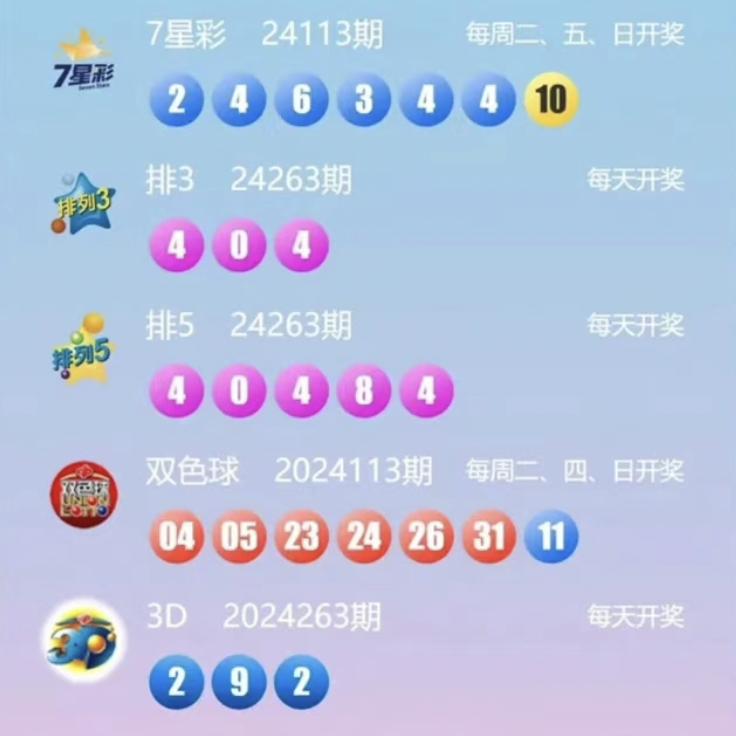 7星彩 24113期 每周二、五、日开奖
7星彩
Seven Stars
2 4 6 3 4 4 10
排3 24263期 每天开奖
排列3
4 0 4
排5 24263期 每天开奖
排列5
4 0 4 8 4
双色球 2024113期 每周二、四、日开奖
双色球
UNION
LOTTO
04 05 23 24 26 31 11
3D 2024263期 每天开奖
3D
2 9 2